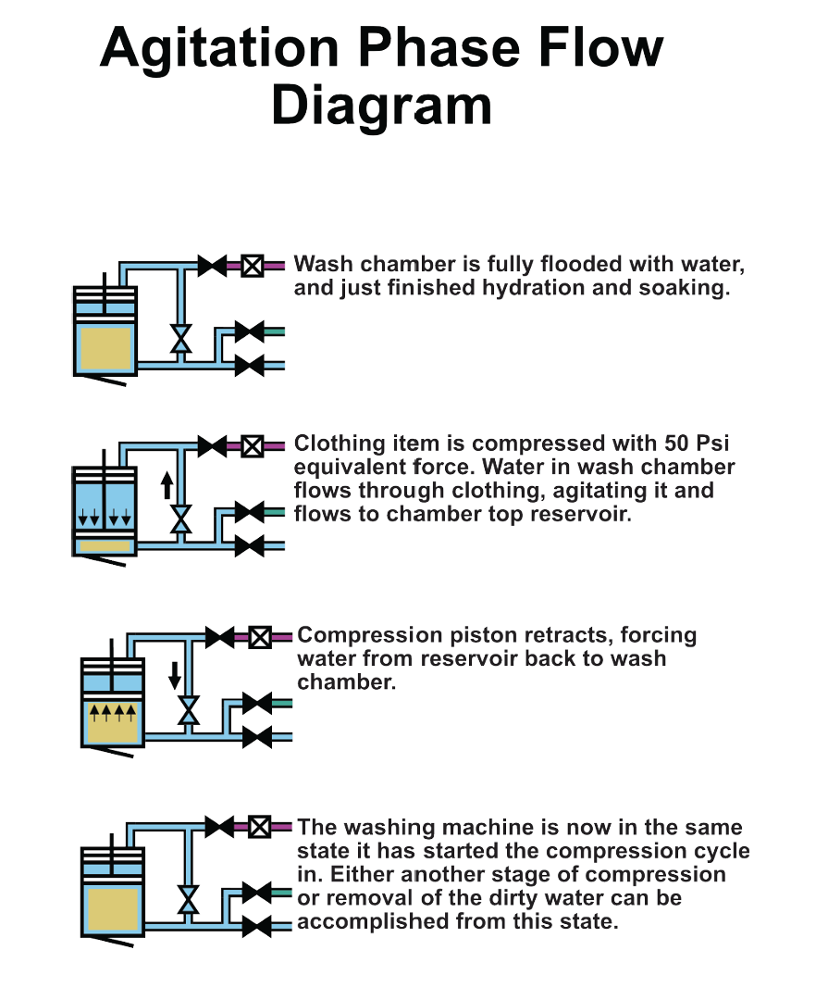 Agitation Phase Flow
Diagram
Wash chamber is fully flooded with water,
and just finished hydration and soaking.
Clothing item is compressed with 50 Psi
equivalent force. Water in wash chamber
flows through clothing, agitating it and
flows to chamber top reservoir.
Compression piston retracts, forcing
water from reservoir back to wash
chamber.
The washing machine is now in the same
state it has started the compression cycle
in. Either another stage of compression
or removal of the dirty water can be
accomplished from this state.